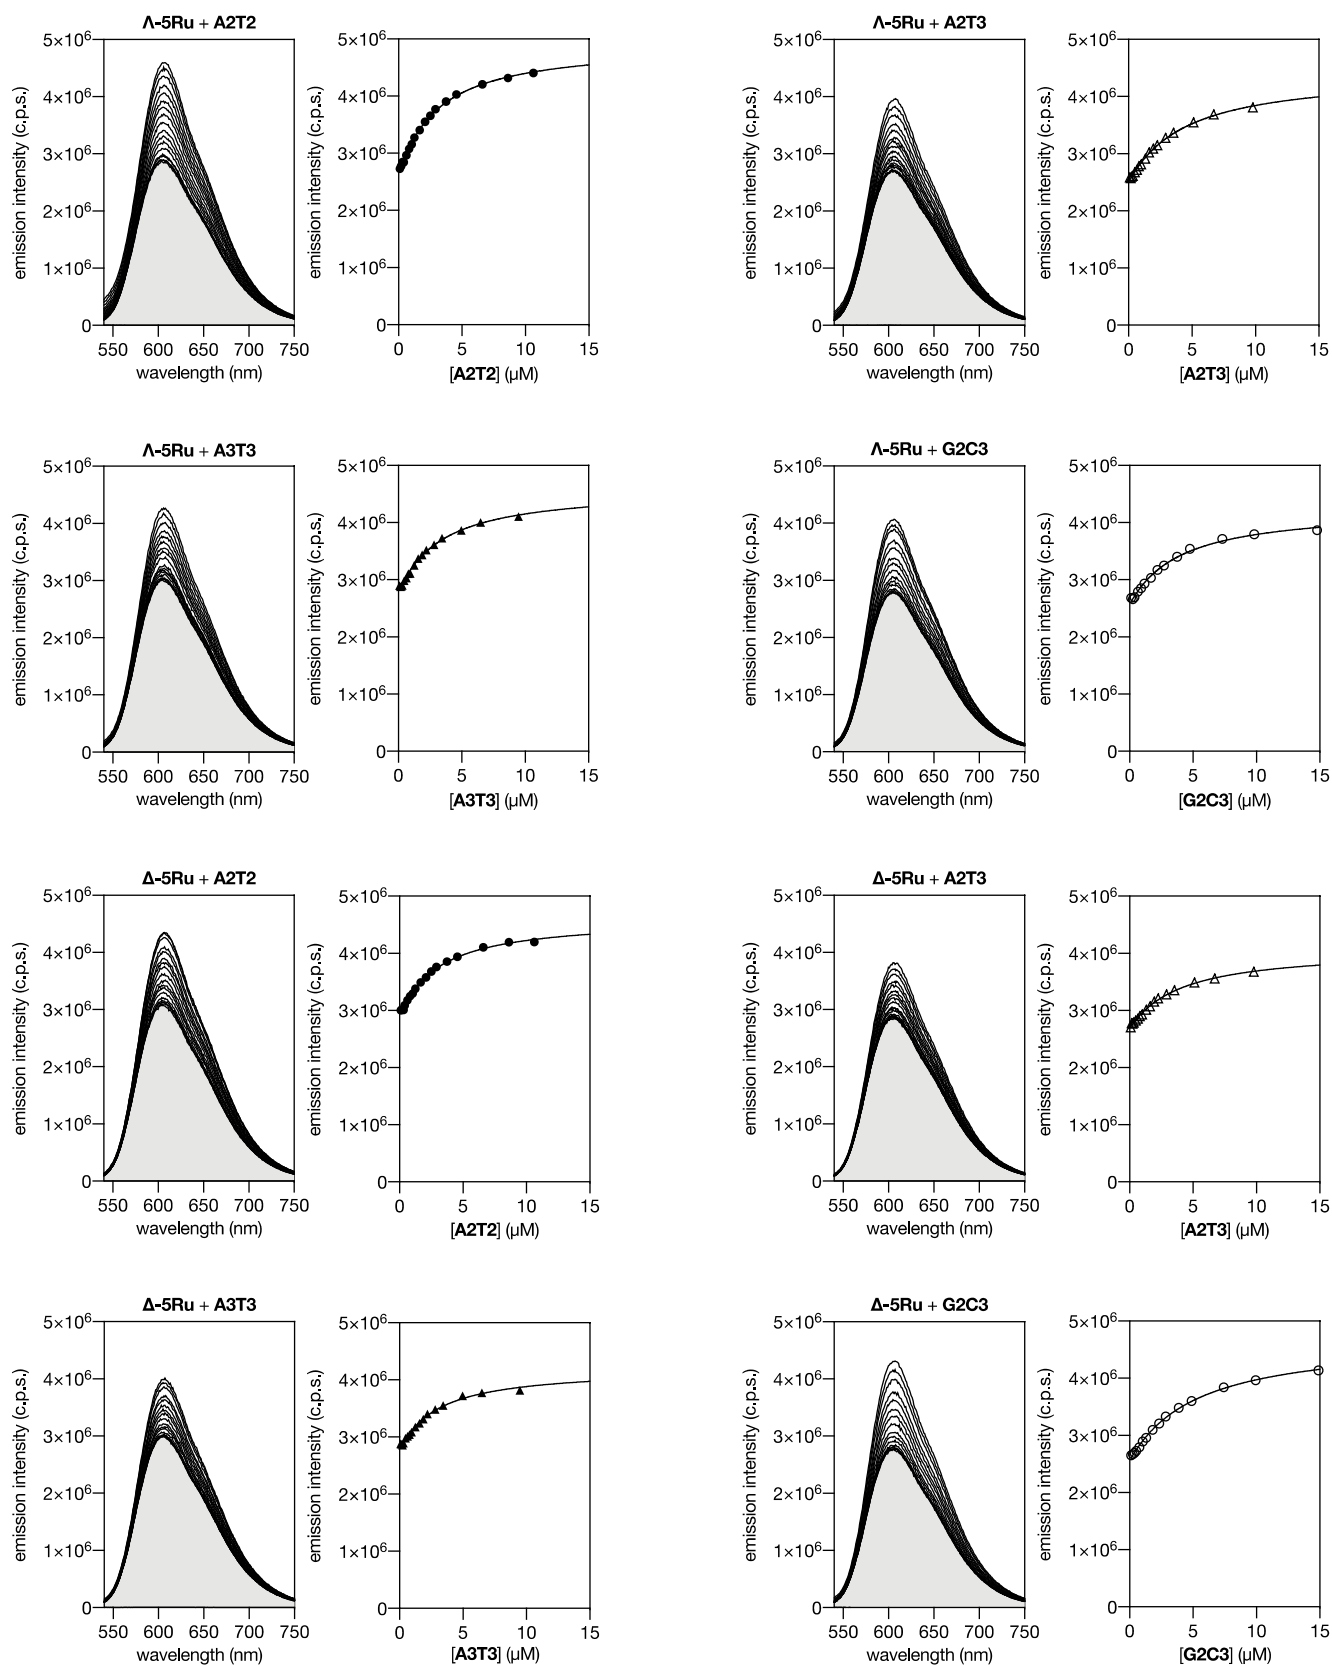 Λ-5Ru + A2T2
emission intensity (c.p.s.)
5×10⁶
4×10⁶
3×10⁶
2×10⁶
1×10⁶
0
550 600 650 700 750
wavelength (nm)
emission intensity (c.p.s.)
5×10⁶
4×10⁶
3×10⁶
2×10⁶
1×10⁶
0
0 5 10 15
[A2T2] (µM)
Λ-5Ru + A2T3
emission intensity (c.p.s.)
5×10⁶
4×10⁶
3×10⁶
2×10⁶
1×10⁶
0
550 600 650 700 750
wavelength (nm)
emission intensity (c.p.s.)
5×10⁶
4×10⁶
3×10⁶
2×10⁶
1×10⁶
0
0 5 10 15
[A2T3] (µM)
Λ-5Ru + A3T3
emission intensity (c.p.s.)
5×10⁶
4×10⁶
3×10⁶
2×10⁶
1×10⁶
0
550 600 650 700 750
wavelength (nm)
emission intensity (c.p.s.)
5×10⁶
4×10⁶
3×10⁶
2×10⁶
1×10⁶
0
0 5 10 15
[A3T3] (µM)
Λ-5Ru + G2C3
emission intensity (c.p.s.)
5×10⁶
4×10⁶
3×10⁶
2×10⁶
1×10⁶
0
550 600 650 700 750
wavelength (nm)
emission intensity (c.p.s.)
5×10⁶
4×10⁶
3×10⁶
2×10⁶
1×10⁶
0
0 5 10 15
[G2C3] (µM)
Δ-5Ru + A2T2
emission intensity (c.p.s.)
5×10⁶
4×10⁶
3×10⁶
2×10⁶
1×10⁶
0
550 600 650 700 750
wavelength (nm)
emission intensity (c.p.s.)
5×10⁶
4×10⁶
3×10⁶
2×10⁶
1×10⁶
0
0 5 10 15
[A2T2] (µM)
Δ-5Ru + A2T3
emission intensity (c.p.s.)
5×10⁶
4×10⁶
3×10⁶
2×10⁶
1×10⁶
0
550 600 650 700 750
wavelength (nm)
emission intensity (c.p.s.)
5×10⁶
4×10⁶
3×10⁶
2×10⁶
1×10⁶
0
0 5 10 15
[A2T3] (µM)
Δ-5Ru + A3T3
emission intensity (c.p.s.)
5×10⁶
4×10⁶
3×10⁶
2×10⁶
1×10⁶
0
550 600 650 700 750
wavelength (nm)
emission intensity (c.p.s.)
5×10⁶
4×10⁶
3×10⁶
2×10⁶
1×10⁶
0
0 5 10 15
[A3T3] (µM)
Δ-5Ru + G2C3
emission intensity (c.p.s.)
5×10⁶
4×10⁶
3×10⁶
2×10⁶
1×10⁶
0
550 600 650 700 750
wavelength (nm)
emission intensity (c.p.s.)
5×10⁶
4×10⁶
3×10⁶
2×10⁶
1×10⁶
0
0 5 10 15
[G2C3] (µM)